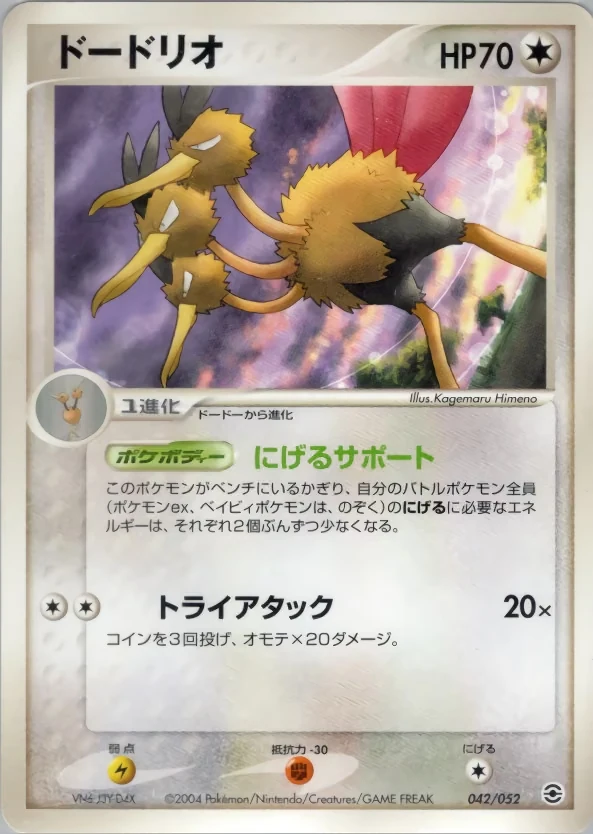 ドードリオ
HP70
Illus.Kagemaru Himeno
1進化
ドードーから進化
ポケボディー にげるサポート
このポケモンがベンチにいるかぎり、自分のバトルポケモン全員
(ポケモンex、ベイビィポケモンは、のぞく)のにげるに必要なエネ
ルギーは、それぞれ2個ぶんずつ少なくなる。
トライアタック 20×
コインを3回投げ、オモテ×20ダメージ。
弱点 抵抗力 -30 にげる
©2004 Pokémon/Nintendo/Creatures/GAME FREAK 042/052